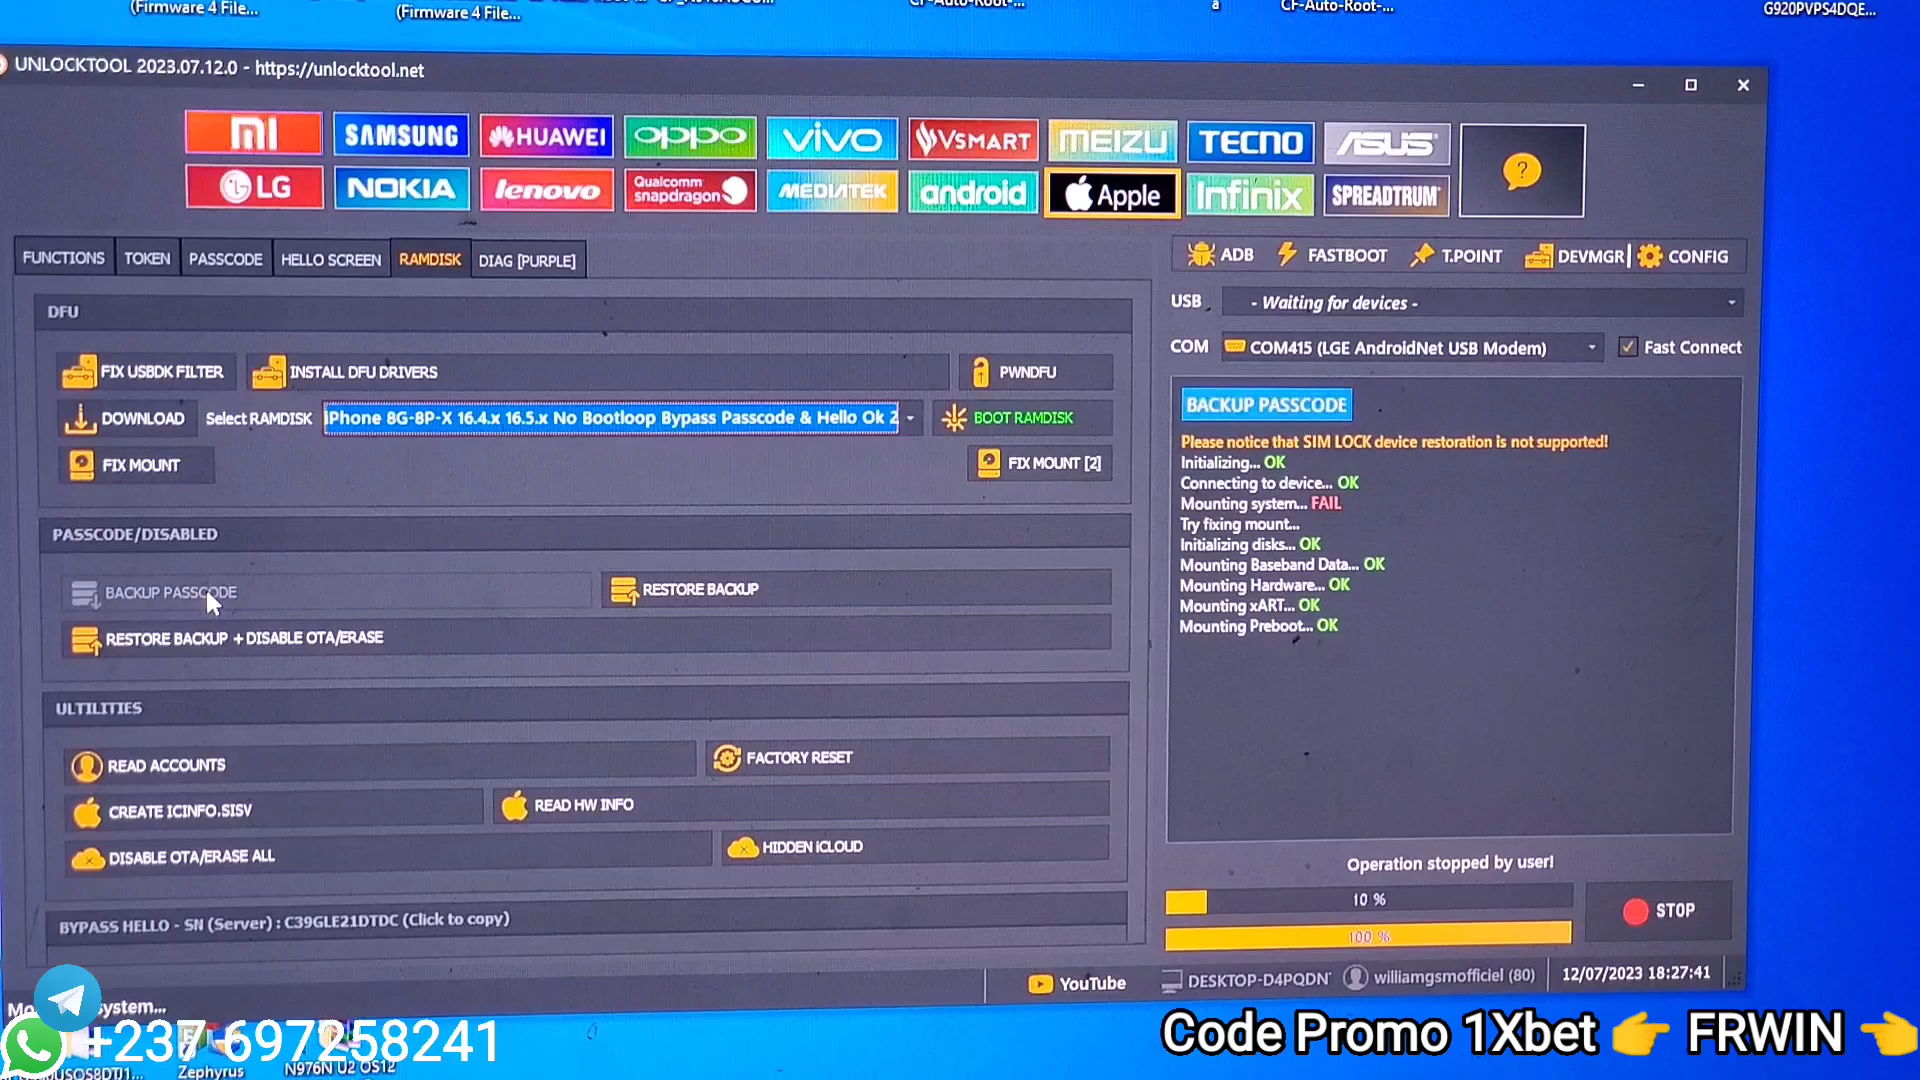 (Firmware 4 File...
(Firmware 4 File...
CF-Auto-Root-...
a
CF-Auto-Root-...
G920PVPS4DQE...
UNLOCKTOOL 2023.07.12.0 - https://unlocktool.net
MI
SAMSUNG
HUAWEI
oppo
vivo
VSMART
MEIZU
TECNO
ASUS
?
LG
NOKIA
lenovo
Qualcomm
snapdragon
MEDIATEK
android
Apple
Infinix
SPREADTRUM
FUNCTIONS
TOKEN
PASSCODE
HELLO SCREEN
RAMDISK
DIAG [PURPLE]
ADB
FASTBOOT
T.POINT
DEVMGR
CONFIG
DFU
FIX USBDK FILTER
INSTALL DFU DRIVERS
PWNDFU
DOWNLOAD
Select RAMDISK
iPhone 8G-8P-X 16.4.x 16.5.x No Bootloop Bypass Passcode & Hello Ok 2
BOOT RAMDISK
FIX MOUNT
FIX MOUNT [2]
PASSCODE/DISABLED
BACKUP PASSCODE
RESTORE BACKUP
RESTORE BACKUP + DISABLE OTA/ERASE
ULTILITIES
READ ACCOUNTS
FACTORY RESET
CREATE ICINFO.SISV
READ HW INFO
DISABLE OTA/ERASE ALL
HIDDEN iCLOUD
BYPASS HELLO - SN (Server) : C39GLE21DTDC (Click to copy)
USB
- Waiting for devices -
COM
COM415 (LGE AndroidNet USB Modem)
Fast Connect
BACKUP PASSCODE
Please notice that SIM LOCK device restoration is not supported!
Initializing... OK
Connecting to device... OK
Mounting system... FAIL
Try fixing mount...
Initializing disks... OK
Mounting Baseband Data... OK
Mounting Hardware... OK
Mounting xART... OK
Mounting Preboot... OK
Operation stopped by user!
10 %
100 %
STOP
YouTube
DESKTOP-D4PQDN
williamgsmofficiel (80)
12/07/2023 18:27:41
+237 697258241
Zephyrus
N976N U2 OS12
Code Promo 1Xbet 👉 FRWIN 👈